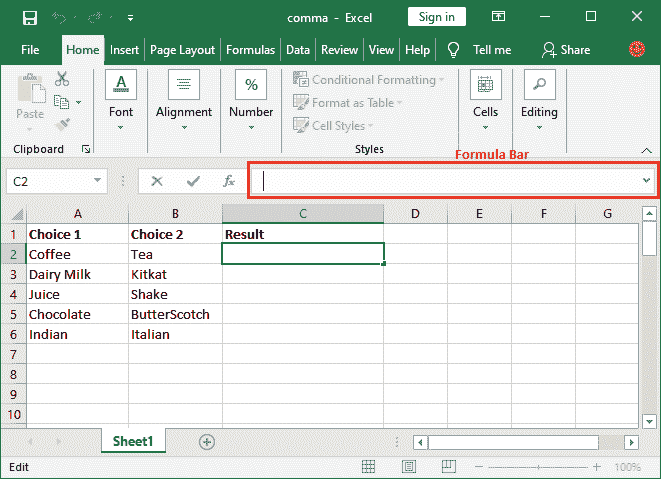 comma - Excel Sign in
File Home Insert Page Layout Formulas Data Review View Help Tell me Share
Paste Font Alignment % Number Conditional Formatting Format as Table Cell Styles Cells Editing
Clipboard Styles
Formula Bar
C2 fx
A B C D E F G
1 Choice 1 Choice 2 Result
2 Coffee Tea
3 Dairy Milk Kitkat
4 Juice Shake
5 Chocolate ButterScotch
6 Indian Italian
7
8
9
10
Sheet1
Edit 100%